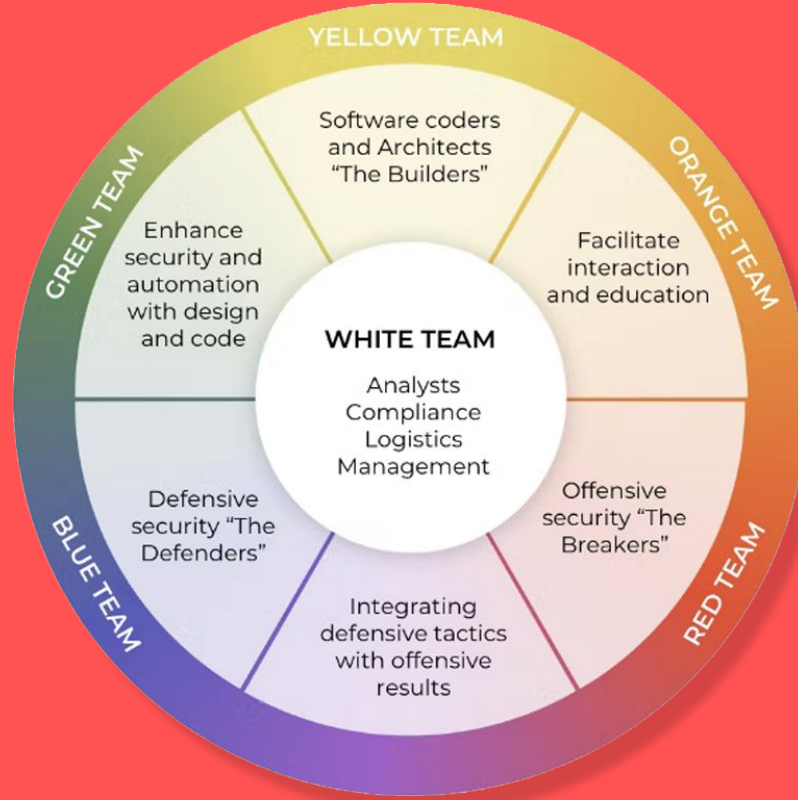 YELLOW TEAM
Software coders
and Architects
“The Builders”
ORANGE TEAM
Facilitate
interaction
and education
RED TEAM
Offensive
security “The
Breakers”
Integrating
defensive tactics
with offensive
results
BLUE TEAM
Defensive
security “The
Defenders”
GREEN TEAM
Enhance
security and
automation
with design
and code
WHITE TEAM
Analysts
Compliance
Logistics
Management